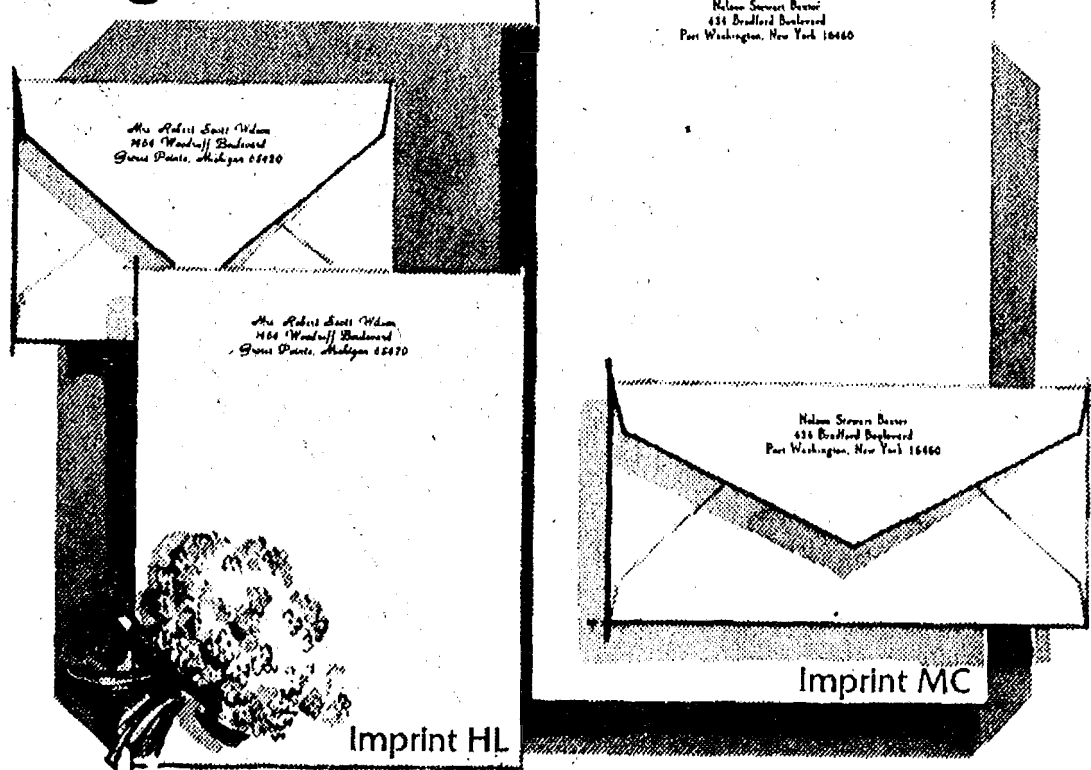 Mrs. Robert Scott Wilson
1464 Woodruff Boulevard
Grosse Pointe, Michigan 65420
Mrs. Robert Scott Wilson
1464 Woodruff Boulevard
Grosse Pointe, Michigan 65420
Imprint HL
Nelson Stewart Baxter
434 Bradford Boulevard
Port Washington, New York 16460
Nelson Stewart Baxter
434 Bradford Boulevard
Port Washington, New York 16460
Imprint MC